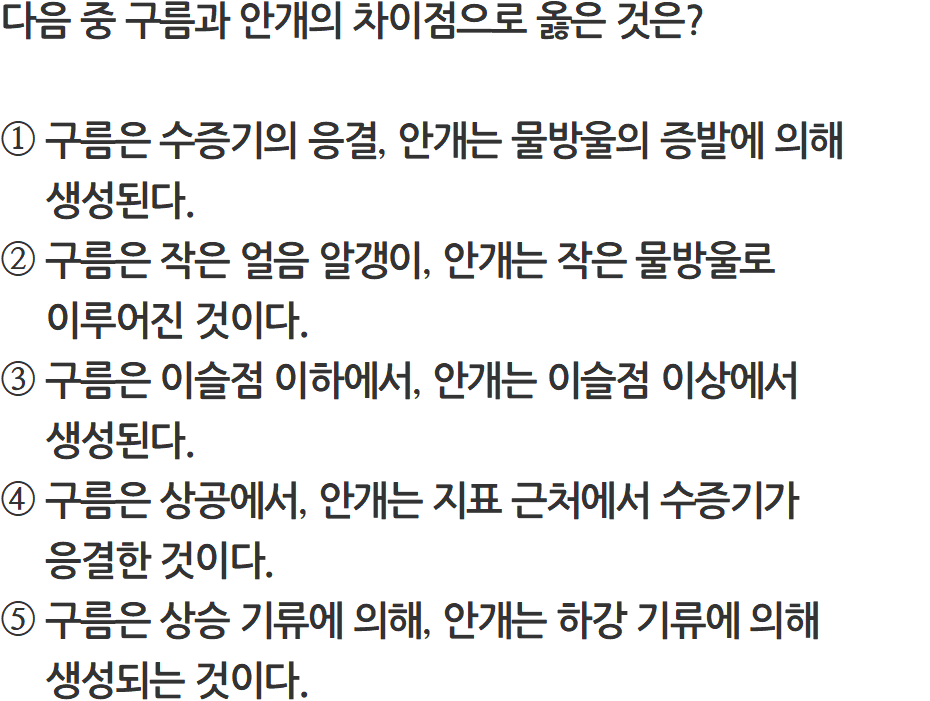 다음 중 구름과 안개의 차이점으로 옳은 것은?
① 구름은 수증기의 응결, 안개는 물방울의 증발에 의해
생성된다.
② 구름은 작은 얼음 알갱이, 안개는 작은 물방울로
이루어진 것이다.
③ 구름은 이슬점 이하에서, 안개는 이슬점 이상에서
생성된다.
④ 구름은 상공에서, 안개는 지표 근처에서 수증기가
응결한 것이다.
⑤ 구름은 상승 기류에 의해, 안개는 하강 기류에 의해
생성되는 것이다.